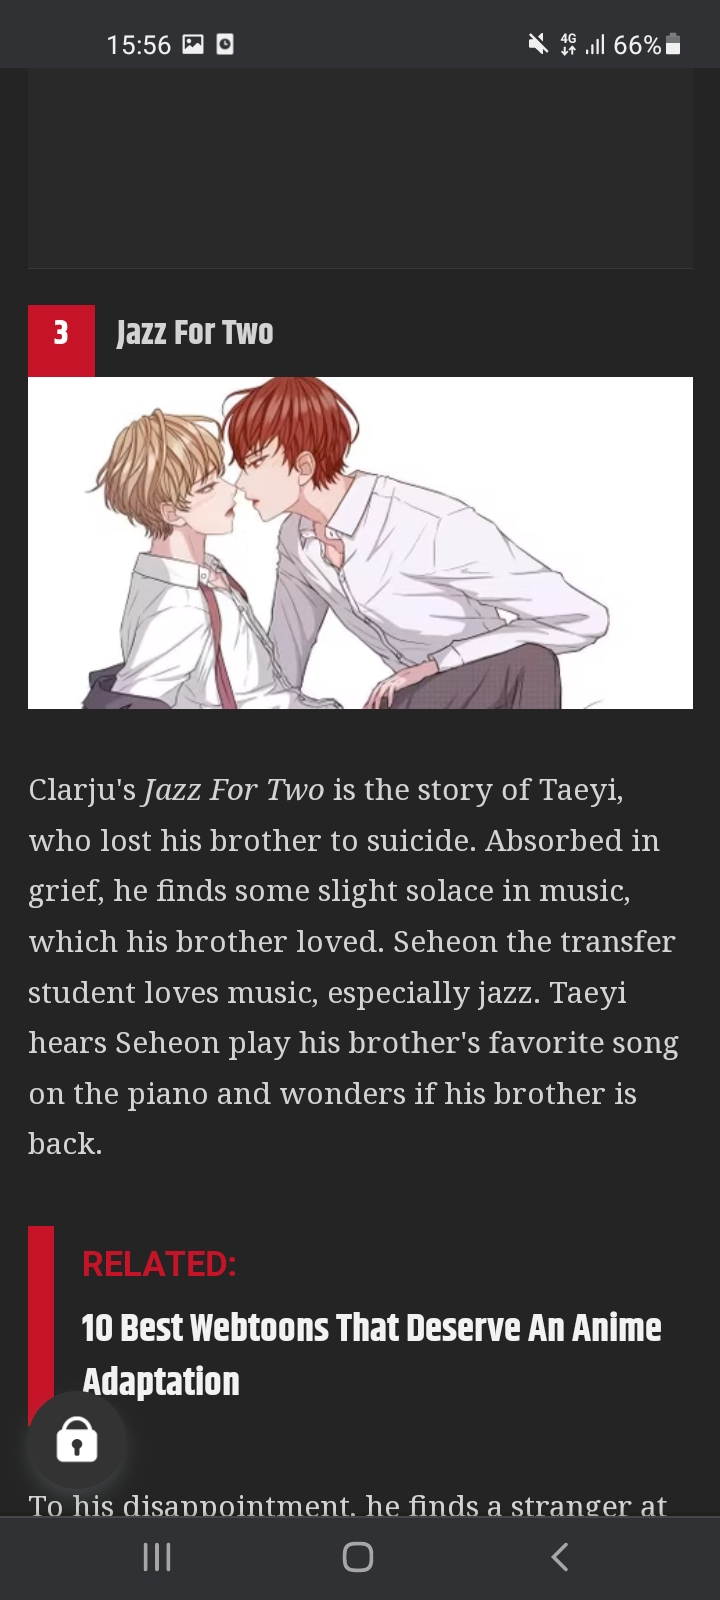 15:56 4G 66%
3 Jazz For Two
Clarju's Jazz For Two is the story of Taeyi,
who lost his brother to suicide. Absorbed in
grief, he finds some slight solace in music,
which his brother loved. Seheon the transfer
student loves music, especially jazz. Taeyi
hears Seheon play his brother's favorite song
on the piano and wonders if his brother is
back.
RELATED:
10 Best Webtoons That Deserve An Anime
Adaptation
To his disappointment, he finds a stranger at